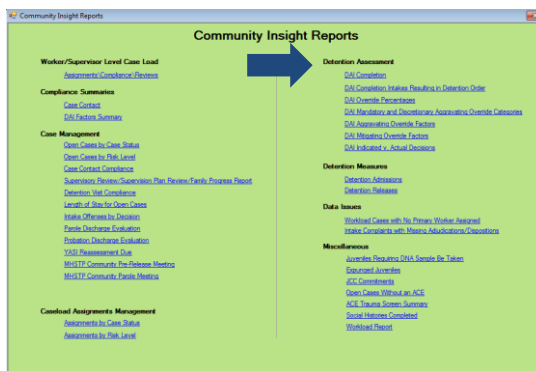 Community Insight Reports
Community Insight Reports
Worker/Supervisor Level Case Load
Assignments\Compliance\Reviews
Compliance Summaries
Case Contact
DAI Factors Summary
Case Management
Open Cases by Case Status
Open Cases by Risk Level
Case Contact Compliance
Supervisory Review/Supervision Plan Review/Family Progress Report
Detention Visit Compliance
Length of Stay for Open Cases
Intake Offenses by Decision
Parole Discharge Evaluation
Probation Discharge Evaluation
YASI Reassessment Due
MHSTP Community Pre-Release Meeting
MHSTP Community Parole Meeting
Caseload Assignments Management
Assignments by Case Status
Assignments by Risk Level
Detention Assessment
DAI Completion
DAI Completion Intakes Resulting in Detention Order
DAI Override Percentages
DAI Mandatory and Discretionary Aggravating Override Categories
DAI Aggravating Override Factors
DAI Mitigating Override Factors
DAI Indicated v. Actual Decisions
Detention Measures
Detention Admissions
Detention Releases
Data Issues
Workload Cases with No Primary Worker Assigned
Intake Complaints with Missing Adjudications/Dispositions
Miscellaneous
Juveniles Requiring DNA Sample Be Taken
Expunged Juveniles
JCC Commitments
Open Cases Without an ACE
ACE Trauma Screen Summary
Social Histories Completed
Workload Report